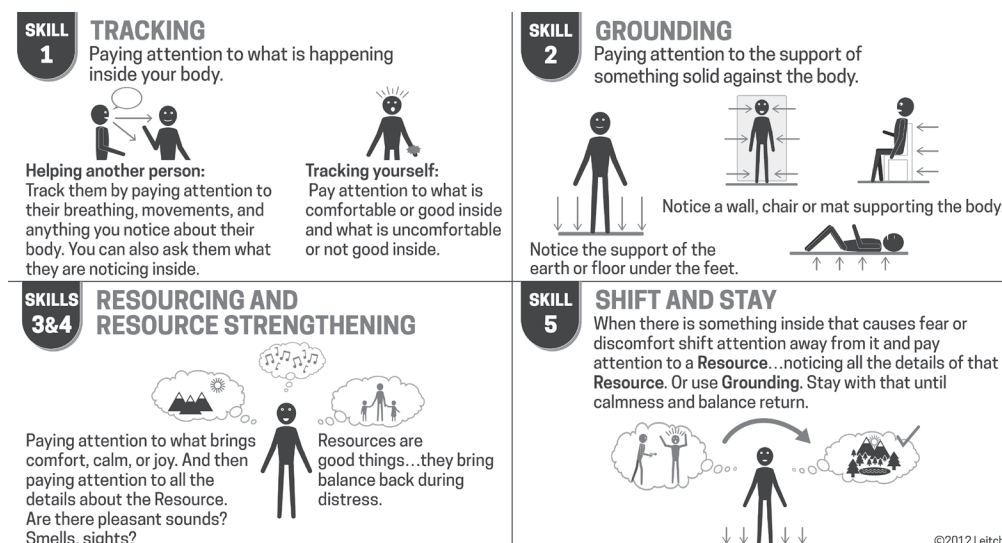 SKILL
1
TRACKING
Paying attention to what is happening
inside your body.
Helping another person:
Track them by paying attention to
their breathing, movements, and
anything you notice about their
body. You can also ask them what
they are noticing inside.
Tracking yourself:
Pay attention to what is
comfortable or good inside
and what is uncomfortable
or not good inside.
SKILL
2
GROUNDING
Paying attention to the support of
something solid against the body.
Notice a wall, chair or mat supporting the body
Notice the support of the
earth or floor under the feet.
SKILLS
3&4
RESOURCING AND
RESOURCE STRENGTHENING
Paying attention to what brings
comfort, calm, or joy. And then
paying attention to all the
details about the Resource.
Are there pleasant sounds?
Smells, sights?
Resources are
good things...they bring
balance back during
distress.
SKILL
5
SHIFT AND STAY
When there is something inside that causes fear or
discomfort shift attention away from it and pay
attention to a Resource...noticing all the details of that
Resource. Or use Grounding. Stay with that until
calmness and balance return.
©2012 Leitch